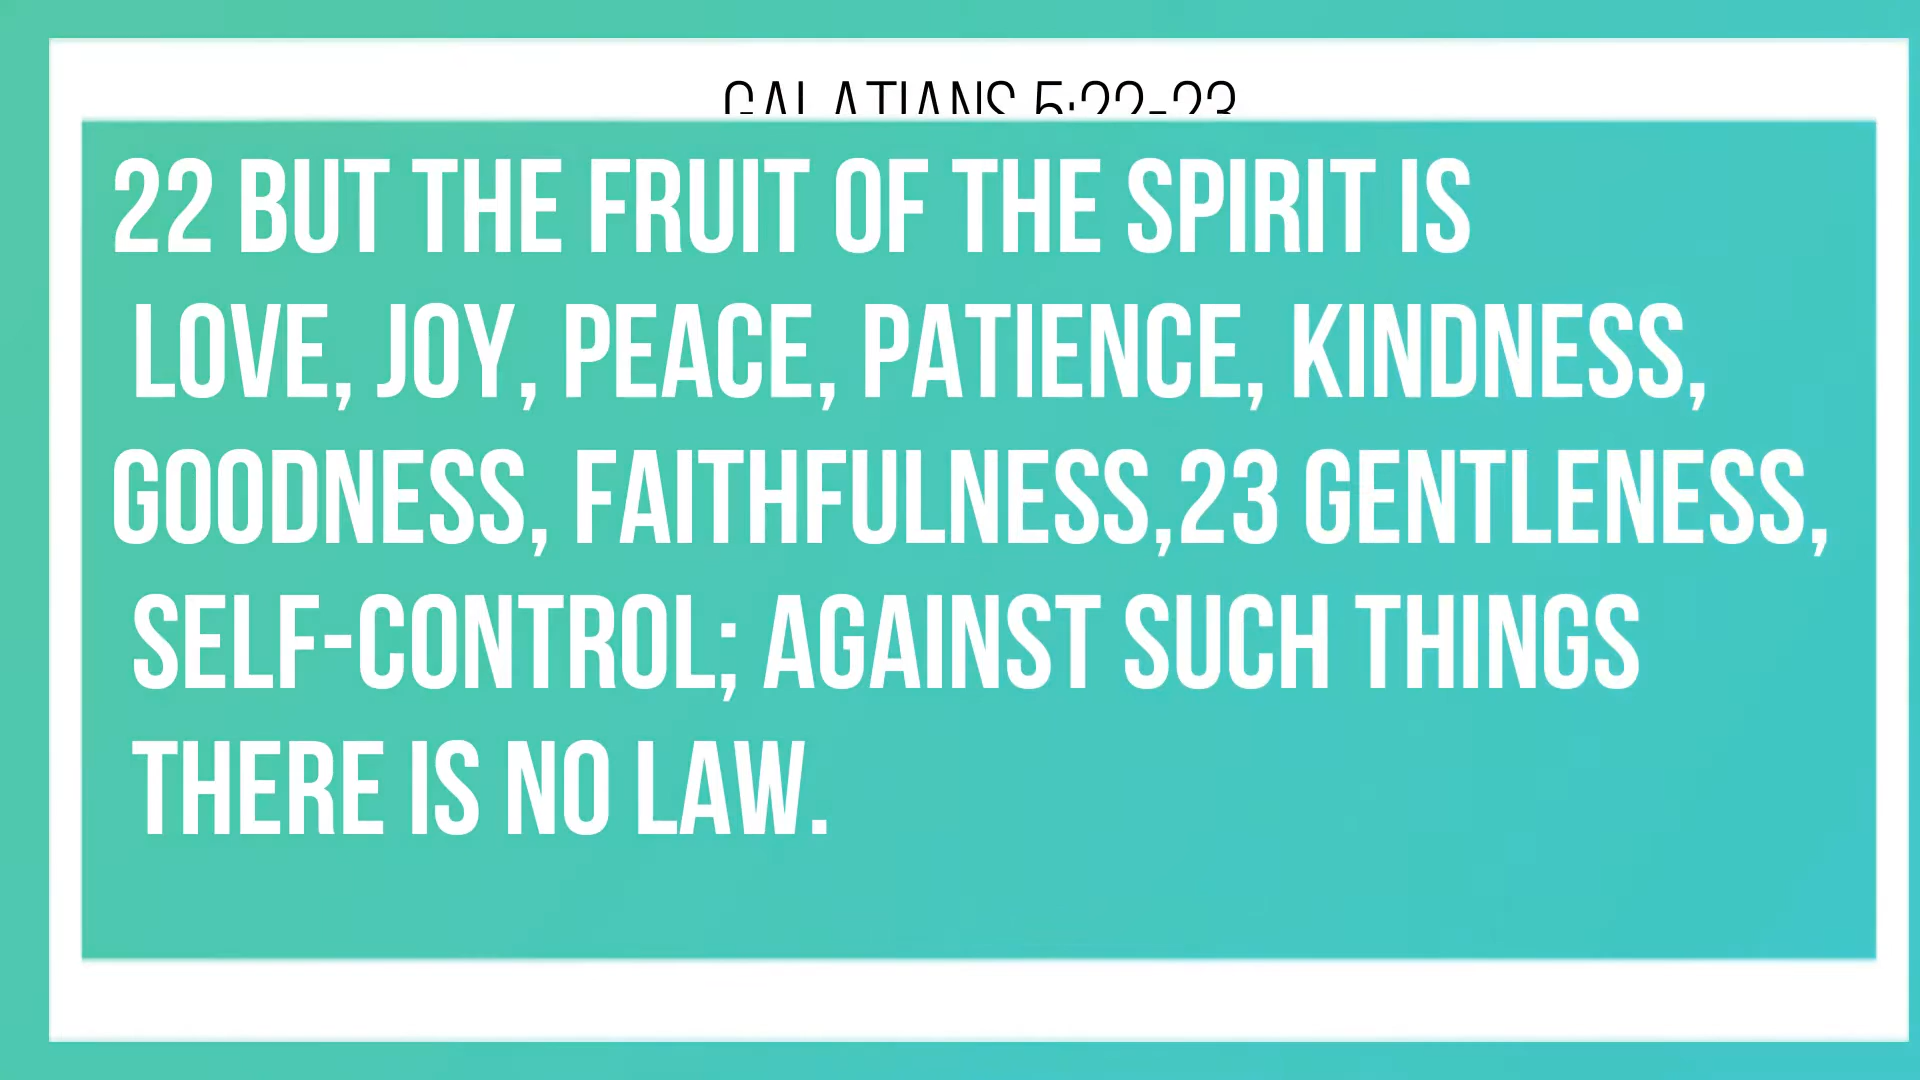 GALATIANS 5:22-23
22 BUT THE FRUIT OF THE SPIRIT IS
LOVE, JOY, PEACE, PATIENCE, KINDNESS,
GOODNESS, FAITHFULNESS,23 GENTLENESS,
SELF-CONTROL; AGAINST SUCH THINGS
THERE IS NO LAW.